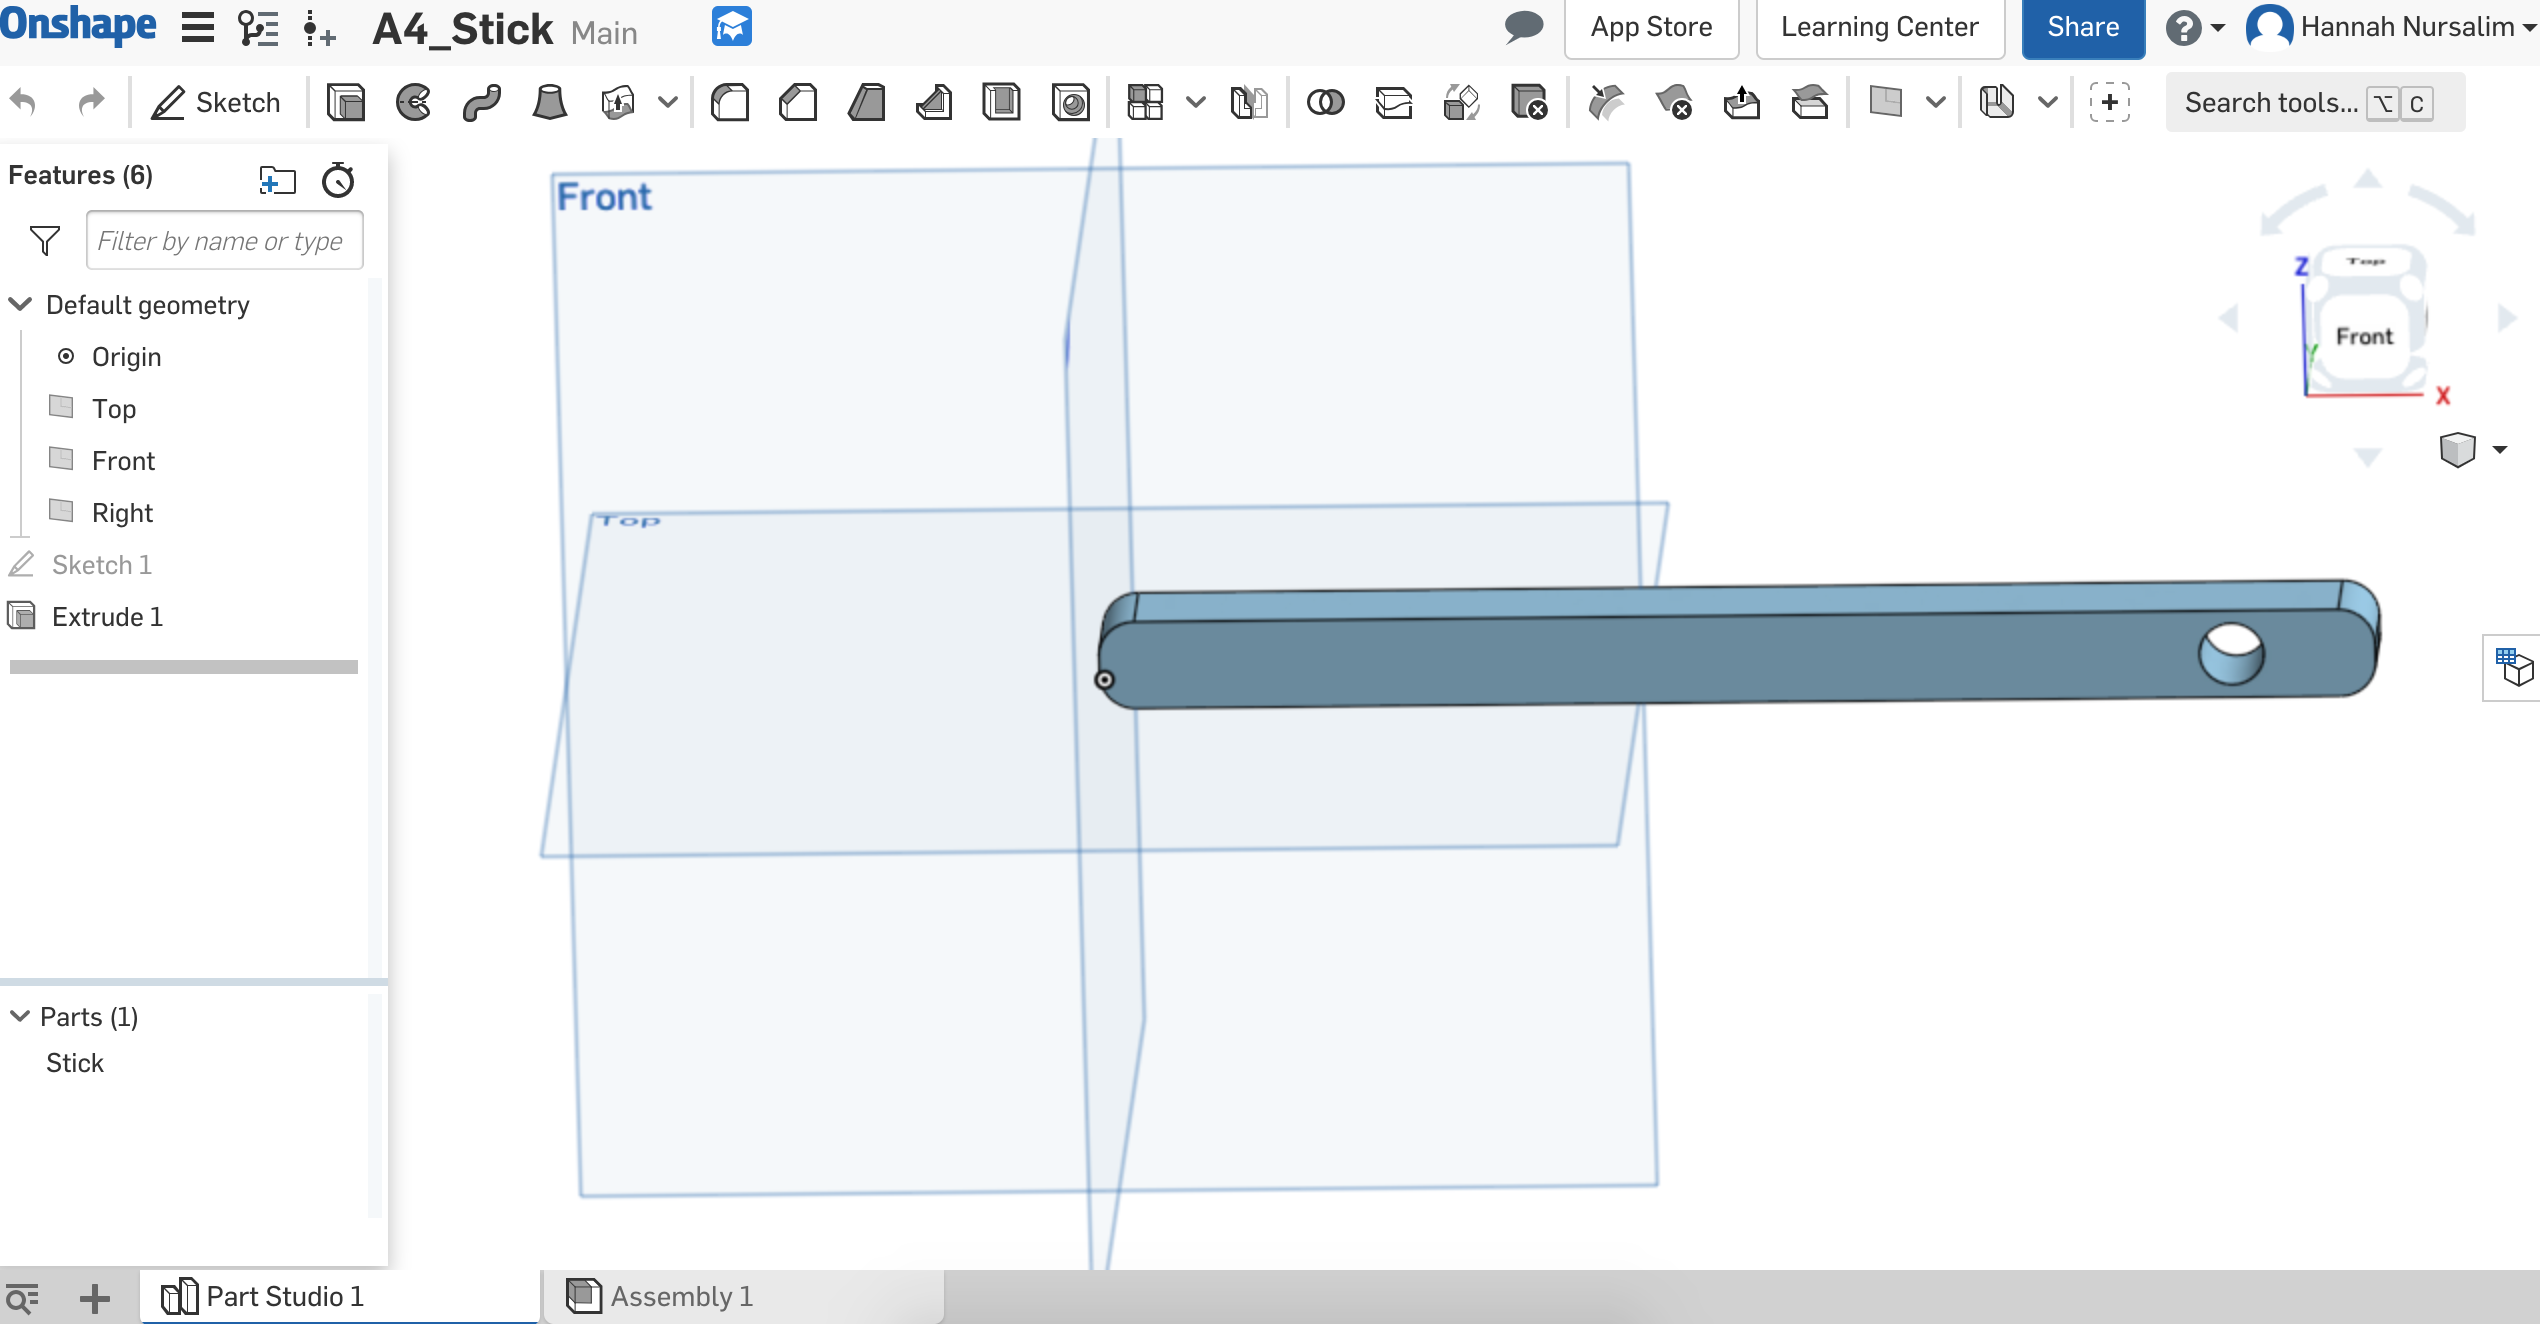 Onshape A4_Stick Main App Store Learning Center Share ? Hannah Nursalim
Sketch Search tools... ⌥ C
Features (6)
Filter by name or type
Default geometry
Origin
Top
Front
Right
Sketch 1
Extrude 1
Parts (1)
Stick
Front
Top
Z
Top
Front
Y
X
Part Studio 1
Assembly 1